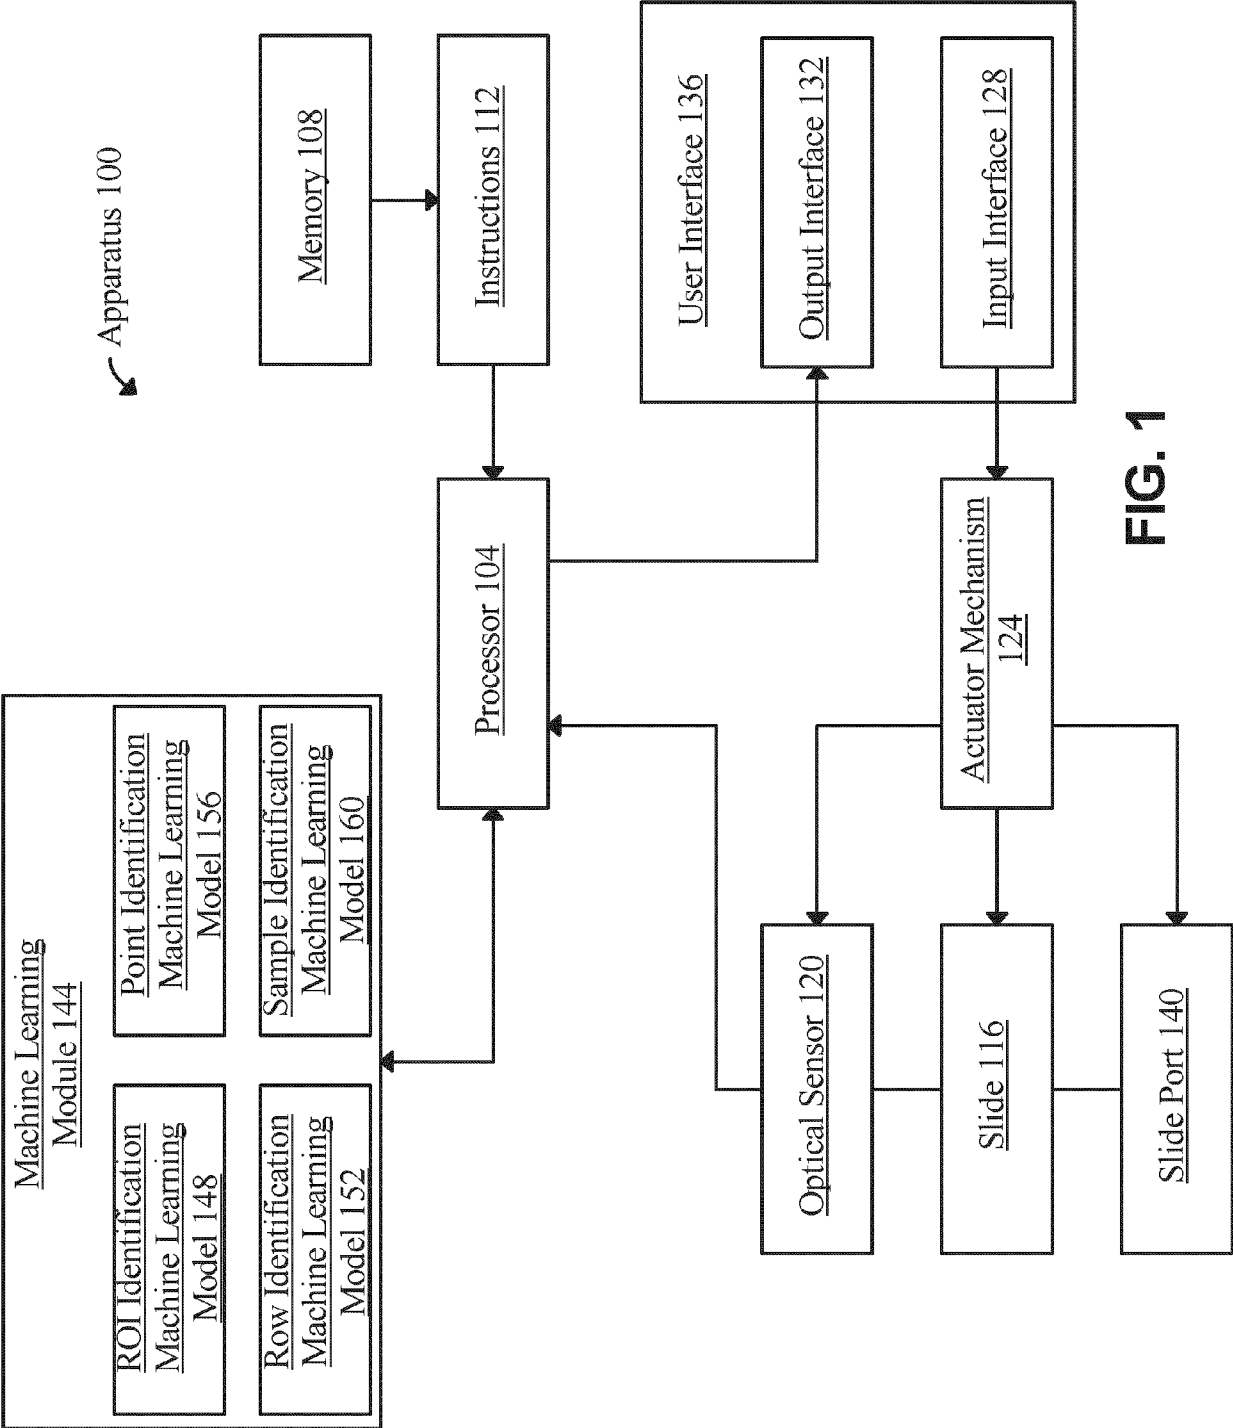 Machine Learning
Module 144
ROI Identification
Machine Learning
Model 148
Point Identification
Machine Learning
Model 156
Row Identification
Machine Learning
Model 152
Sample Identification
Machine Learning
Model 160
Apparatus 100
Memory 108
Processor 104
Instructions 112
User Interface 136
Optical Sensor 120
Output Interface 132
Slide 116
Actuator Mechanism
124
Input Interface 128
Slide Port 140
FIG. 1